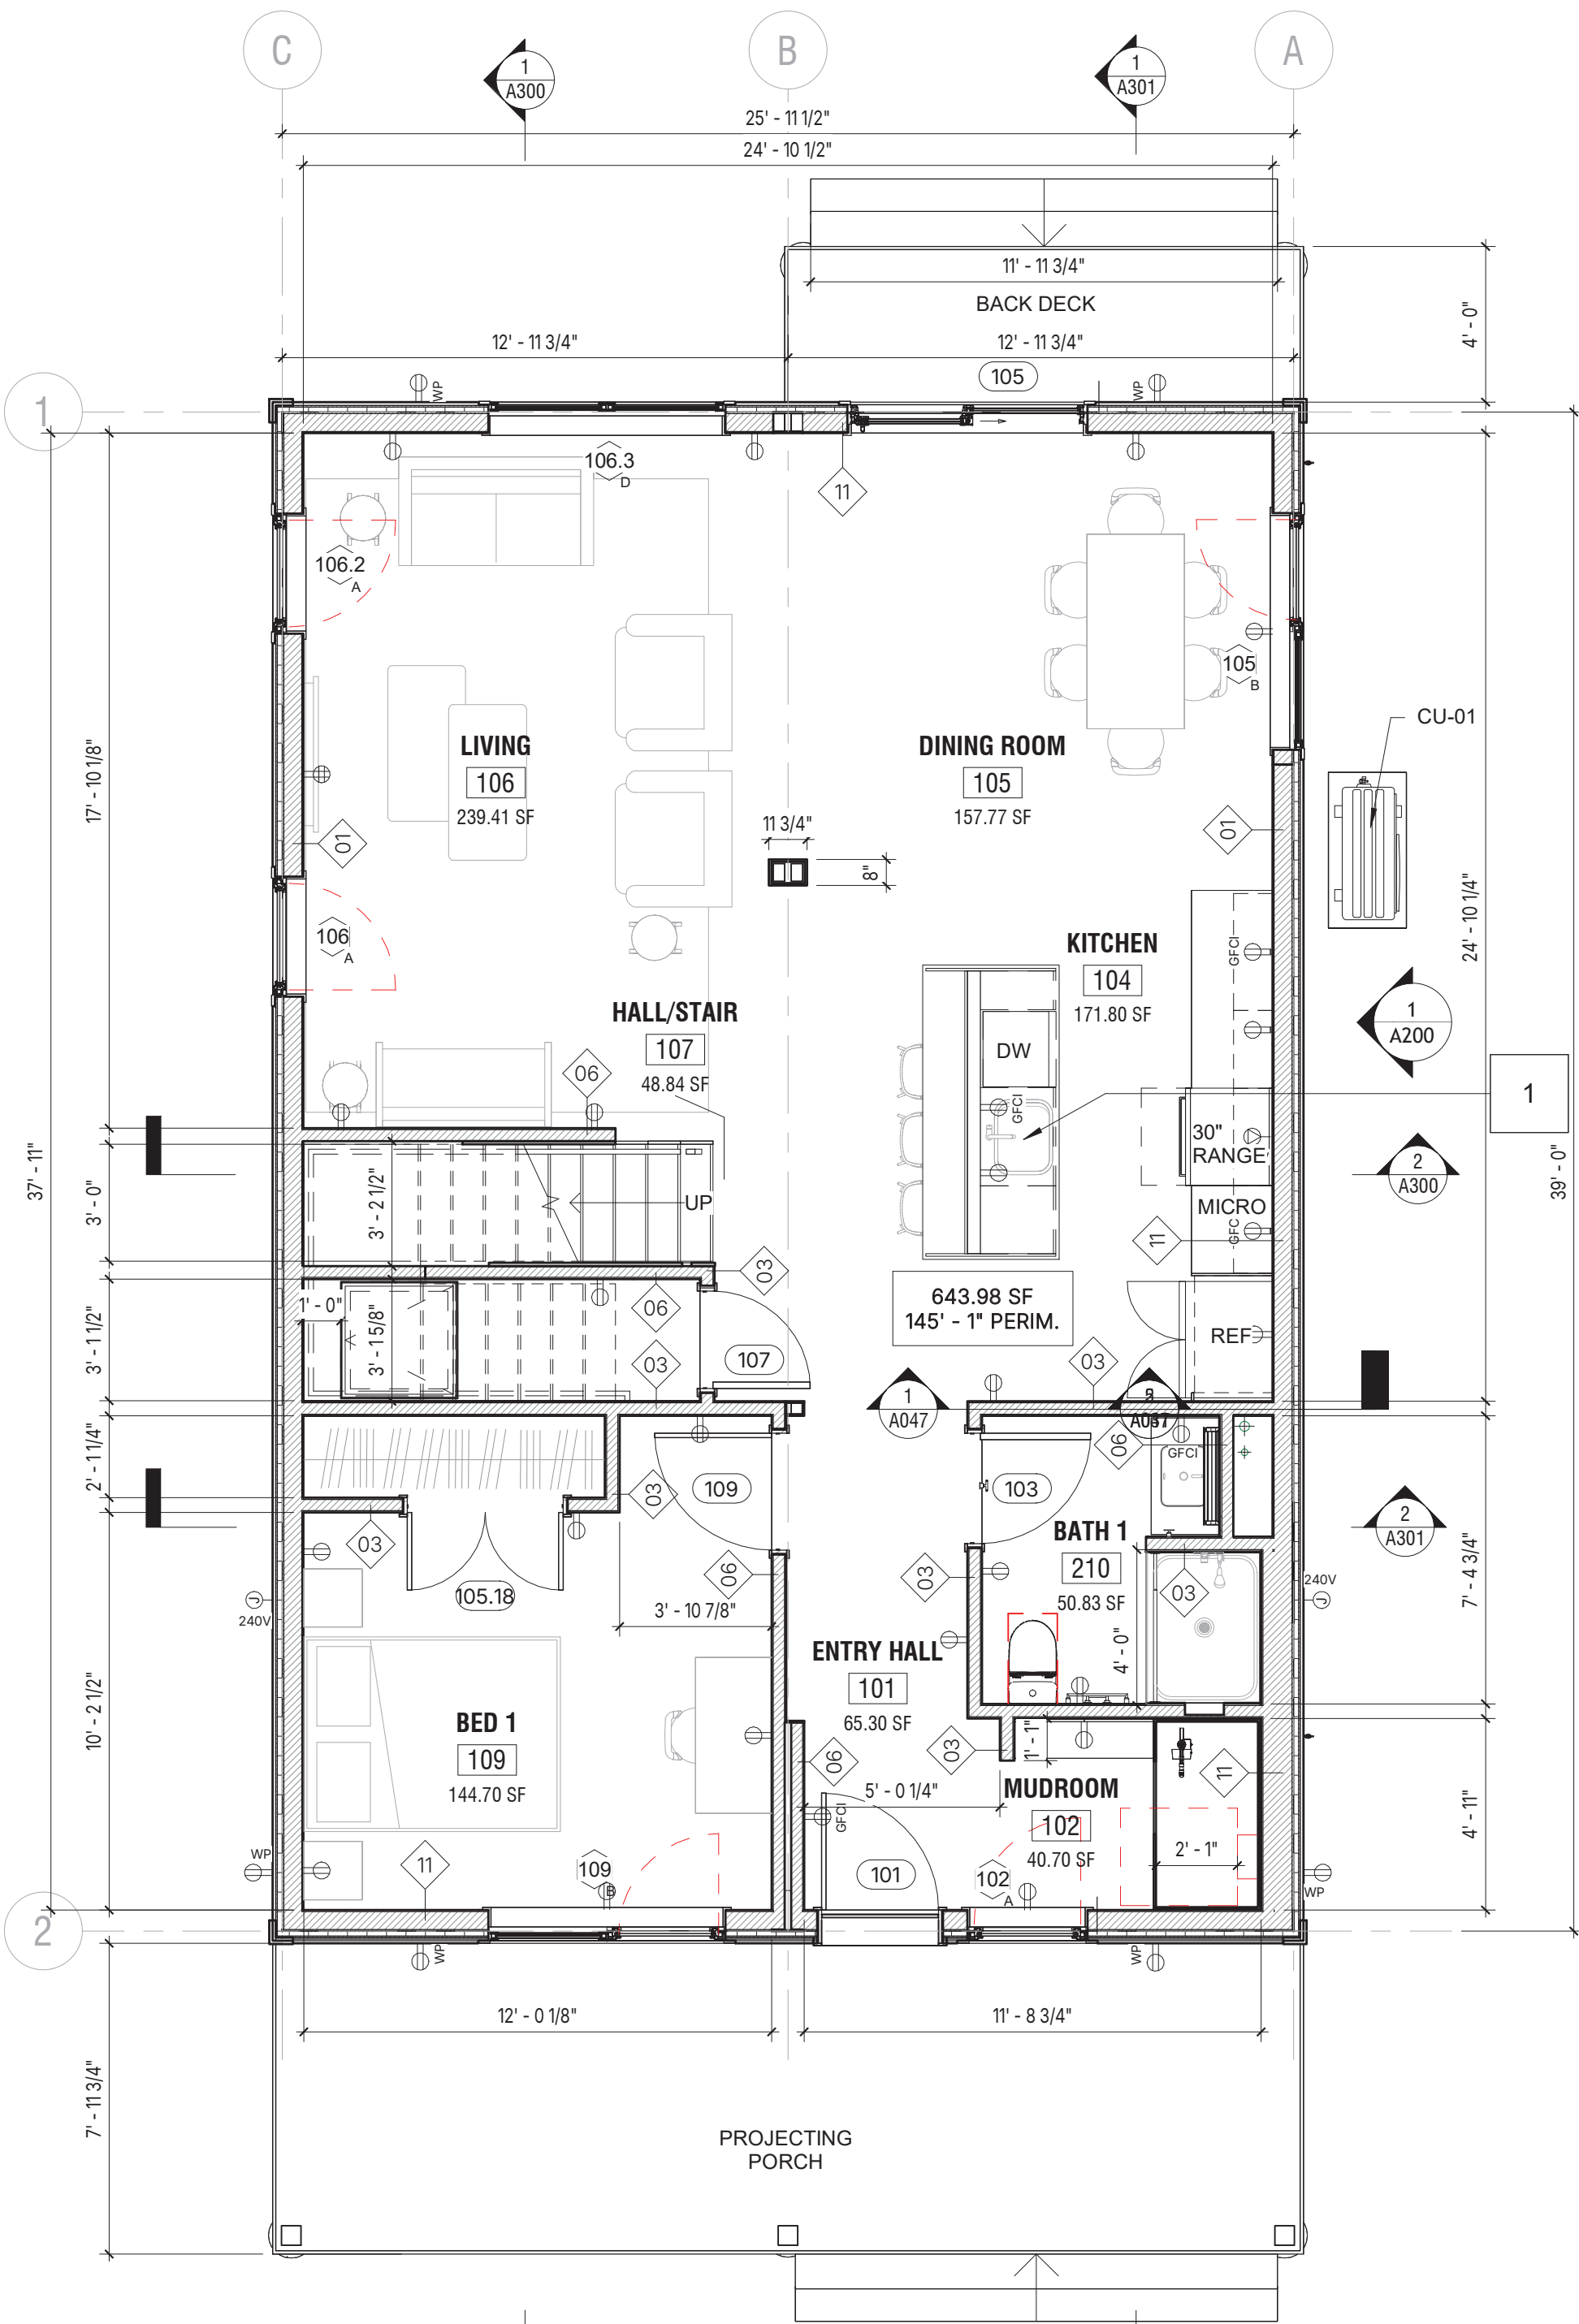 C
B
A
1
A300
1
A301
25' - 11 1/2"
24' - 10 1/2"
11' - 11 3/4"
BACK DECK
4' - 0"
12' - 11 3/4"
12' - 11 3/4"
105
WP
WP
1
106.3
D
11
106.2
A
105
B
CU-01
LIVING
106
239.41 SF
DINING ROOM
105
157.77 SF
17' - 10 1/8"
01
01
11 3/4"
8"
24' - 10 1/4"
106
A
KITCHEN
104
171.80 SF
GFCI
HALL/STAIR
107
48.84 SF
DW
1
A200
06
GFCI
1
30"
RANGE
2
A300
37' - 11"
39' - 0"
3' - 0"
3' - 2 1/2"
UP
MICRO
GFC
11
03
643.98 SF
145' - 1" PERIM.
1' - 0"
06
3' - 1 1/2"
3' - 1 5/8"
REF
03
107
03
1
A047
2' - 1 1/4"
GFCI
06
109
03
103
03
BATH 1
210
50.83 SF
2
A301
06
03
03
7' - 4 3/4"
105.18
3' - 10 7/8"
J
240V
240V
J
4' - 0"
ENTRY HALL
101
65.30 SF
10' - 2 1/2"
BED 1
109
144.70 SF
03
1' - 1"
06
11
5' - 0 1/4"
MUDROOM
102
40.70 SF
4' - 11"
GFCI
2' - 1"
WP
11
109
B
101
102
A
WP
2
WP
WP
12' - 0 1/8"
11' - 8 3/4"
7' - 11 3/4"
PROJECTING
PORCH